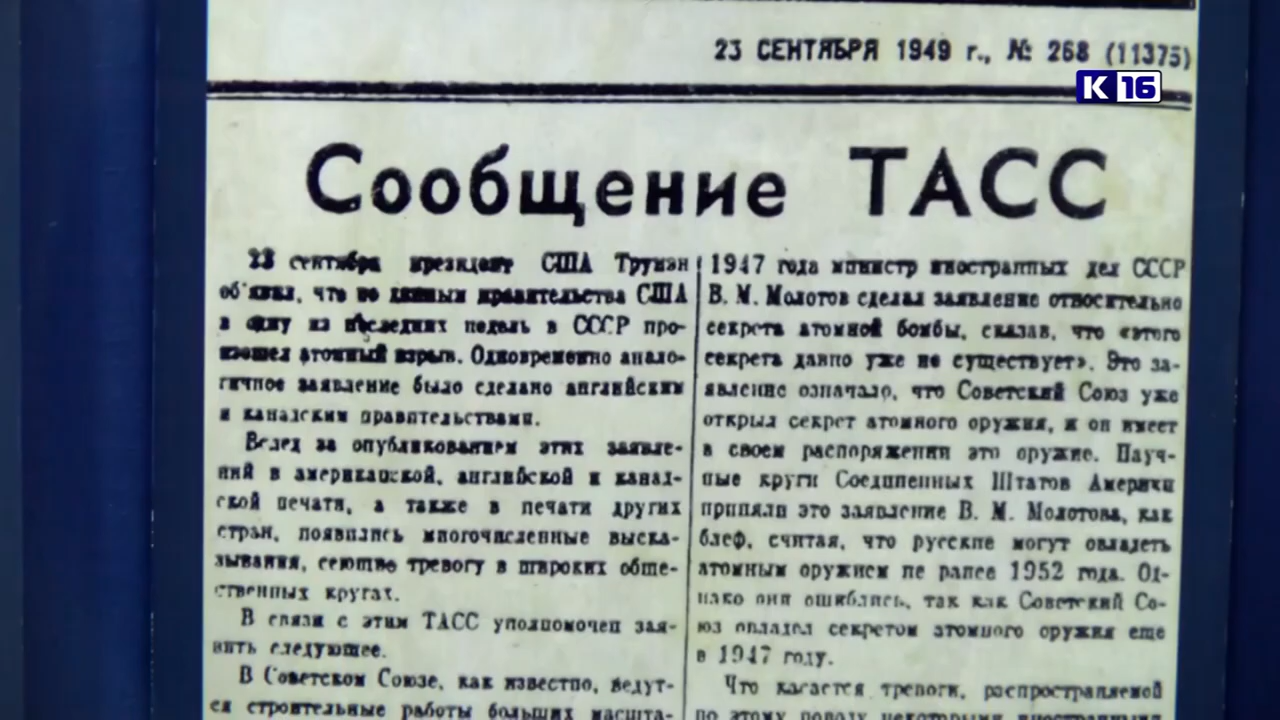 23 СЕНТЯБРЯ 1949 г., № 268 (11375)
K 16
Сообщение ТАСС
23 сентября президент США Трумэн
об'явил, что по данным правительства США
в одну из последних недель в СССР про-
изошел атомный взрыв. Одновременно анало-
гичное заявление было сделано английским
и канадским правительствами.
Вслед за опубликованием этих заявле-
ний в американской, английской и канад-
ской печати, а также в печати других
стран, появились многочисленные выска-
зывания, сеющие тревогу в широких обще-
ственных кругах.
В связи с этим ТАСС уполномочен зая-
вить следующее.
В Советском Союзе, как известно, ведут-
ся строительные работы больших масшта-
1947 года министр иностранных дел СССР
В. М. Молотов сделал заявление относительно
секрета атомной бомбы, сказав, что «этого
секрета давно уже не существует». Это за-
явление означало, что Советский Союз уже
открыл секрет атомного оружия, и он имеет
в своем распоряжении это оружие. Науч-
ные круги Соединенных Штатов Америки
приняли это заявление В. М. Молотова, как
блеф, считая, что русские могут овладеть
атомным оружием не ранее 1952 года. Од-
нако они ошиблись, так как Советский Со-
юз овладел секретом атомного оружия еще
в 1947 году.
Что касается тревоги, распространяемой
по этому поводу некоторыми иностранными